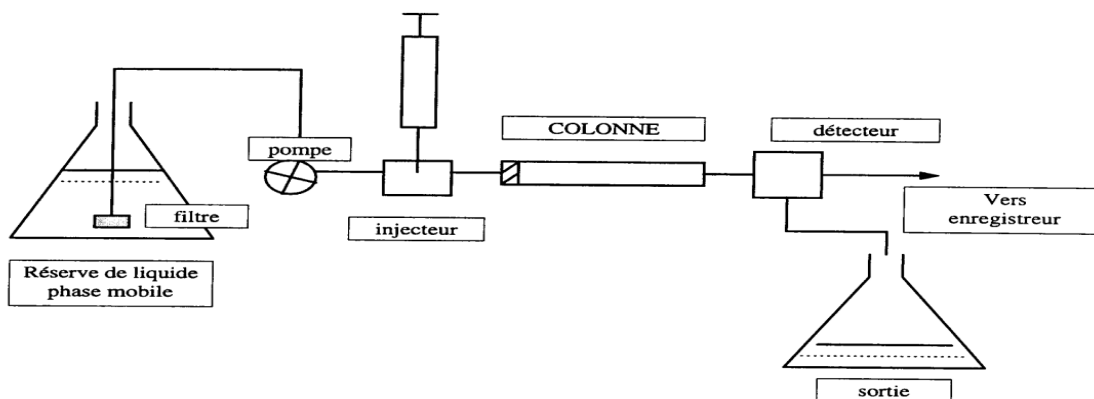 COLONNE
détecteur
pompe
filtre
injecteur
Vers
enregistreur
Réserve de liquide
phase mobile
sortie